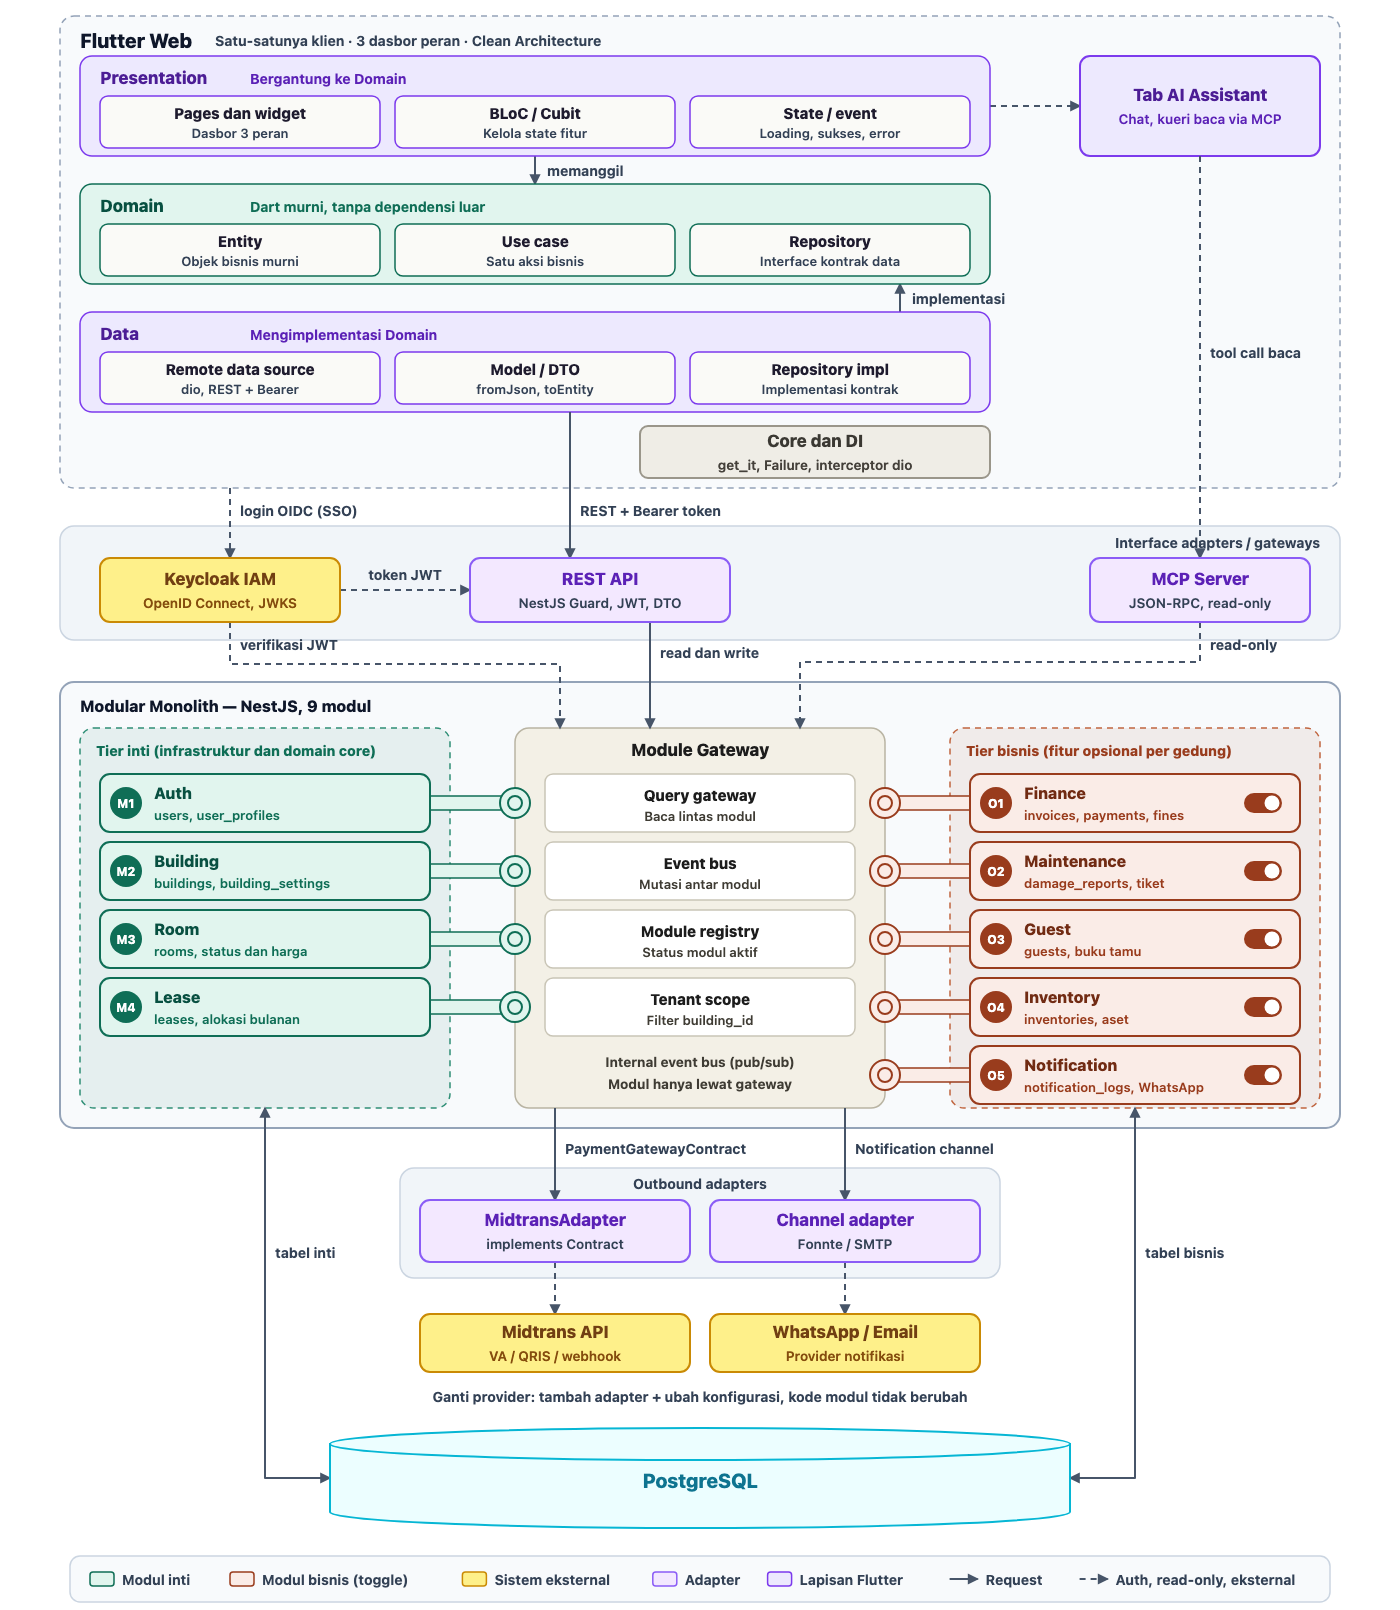 Flutter Web
Satu-satunya klien · 3 dasbor peran · Clean Architecture
Presentation
Bergantung ke Domain
Pages dan widget
Dasbor 3 peran
BLoC / Cubit
Kelola state fitur
State / event
Loading, sukses, error
Tab AI Assistant
Chat, kueri baca via MCP
memanggil
Domain
Dart murni, tanpa dependensi luar
Entity
Objek bisnis murni
Use case
Satu aksi bisnis
Repository
Interface kontrak data
implementasi
Data
Mengimplementasi Domain
Remote data source
dio, REST + Bearer
Model / DTO
fromJson, toEntity
Repository impl
Implementasi kontrak
tool call baca
Core dan DI
get_it, Failure, interceptor dio
login OIDC (SSO)
REST + Bearer token
Interface adapters / gateways
Keycloak IAM
OpenID Connect, JWKS
token JWT
REST API
NestJS Guard, JWT, DTO
MCP Server
JSON-RPC, read-only
verifikasi JWT
read dan write
read-only
Modular Monolith — NestJS, 9 modul
Tier inti (infrastruktur dan domain core)
M1
Auth
users, user_profiles
M2
Building
buildings, building_settings
M3
Room
rooms, status dan harga
M4
Lease
leases, alokasi bulanan
Module Gateway
Query gateway
Baca lintas modul
Event bus
Mutasi antar modul
Module registry
Status modul aktif
Tenant scope
Filter building_id
Internal event bus (pub/sub)
Modul hanya lewat gateway
Tier bisnis (fitur opsional per gedung)
O1
Finance
invoices, payments, fines
O2
Maintenance
damage_reports, tiket
O3
Guest
guests, buku tamu
O4
Inventory
inventories, aset
O5
Notification
notification_logs, WhatsApp
PaymentGatewayContract
Notification channel
Outbound adapters
MidtransAdapter
implements Contract
Channel adapter
Fonnte / SMTP
tabel inti
tabel bisnis
Midtrans API
VA / QRIS / webhook
WhatsApp / Email
Provider notifikasi
Ganti provider: tambah adapter + ubah konfigurasi, kode modul tidak berubah
PostgreSQL
Modul inti
Modul bisnis (toggle)
Sistem eksternal
Adapter
Lapisan Flutter
Request
Auth, read-only, eksternal